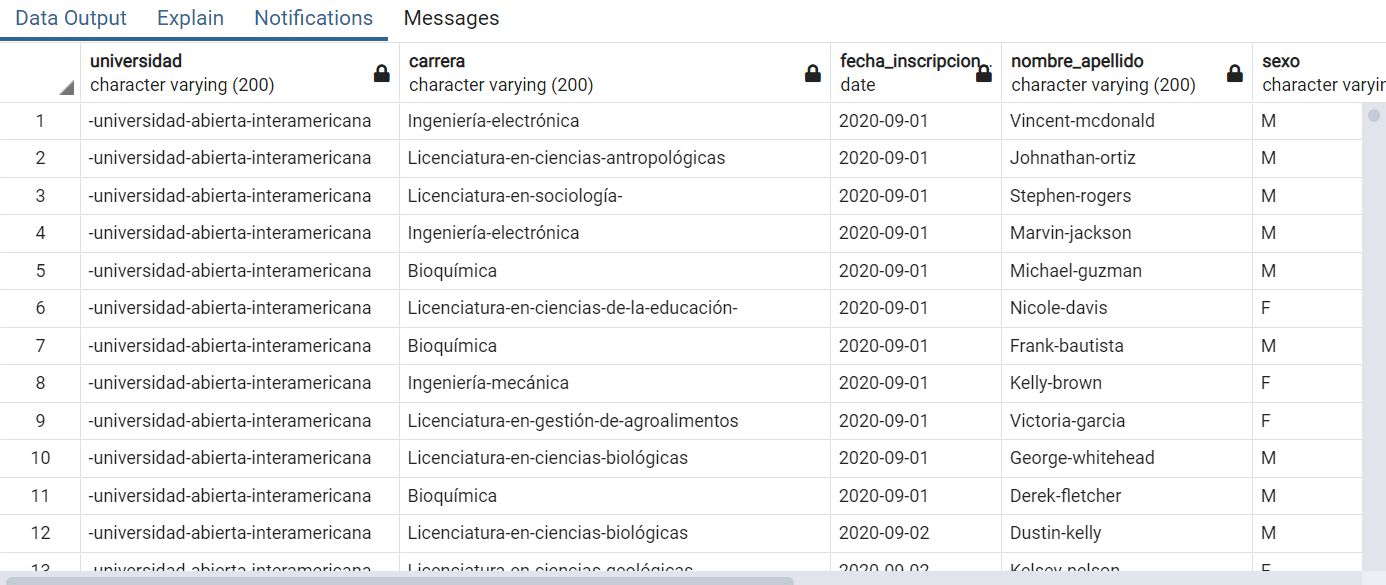 Data Output Explain Notifications Messages
universidad carrera fecha_inscripcion nombre_apellido sexo
character varying (200) character varying (200) date character varying (200) character varyin
1 -universidad-abierta-interamericana Ingeniería-electrónica 2020-09-01 Vincent-mcdonald M
2 -universidad-abierta-interamericana Licenciatura-en-ciencias-antropológicas 2020-09-01 Johnathan-ortiz M
3 -universidad-abierta-interamericana Licenciatura-en-sociología- 2020-09-01 Stephen-rogers M
4 -universidad-abierta-interamericana Ingeniería-electrónica 2020-09-01 Marvin-jackson M
5 -universidad-abierta-interamericana Bioquímica 2020-09-01 Michael-guzman M
6 -universidad-abierta-interamericana Licenciatura-en-ciencias-de-la-educación- 2020-09-01 Nicole-davis F
7 -universidad-abierta-interamericana Bioquímica 2020-09-01 Frank-bautista M
8 -universidad-abierta-interamericana Ingeniería-mecánica 2020-09-01 Kelly-brown F
9 -universidad-abierta-interamericana Licenciatura-en-gestión-de-agroalimentos 2020-09-01 Victoria-garcia F
10 -universidad-abierta-interamericana Licenciatura-en-ciencias-biológicas 2020-09-01 George-whitehead M
11 -universidad-abierta-interamericana Bioquímica 2020-09-01 Derek-fletcher M
12 -universidad-abierta-interamericana Licenciatura-en-ciencias-biológicas 2020-09-02 Dustin-kelly M
13 -universidad-abierta-interamericana Licenciatura-en-ciencias-geológicas 2020-09-02 Kelsey-nelson F